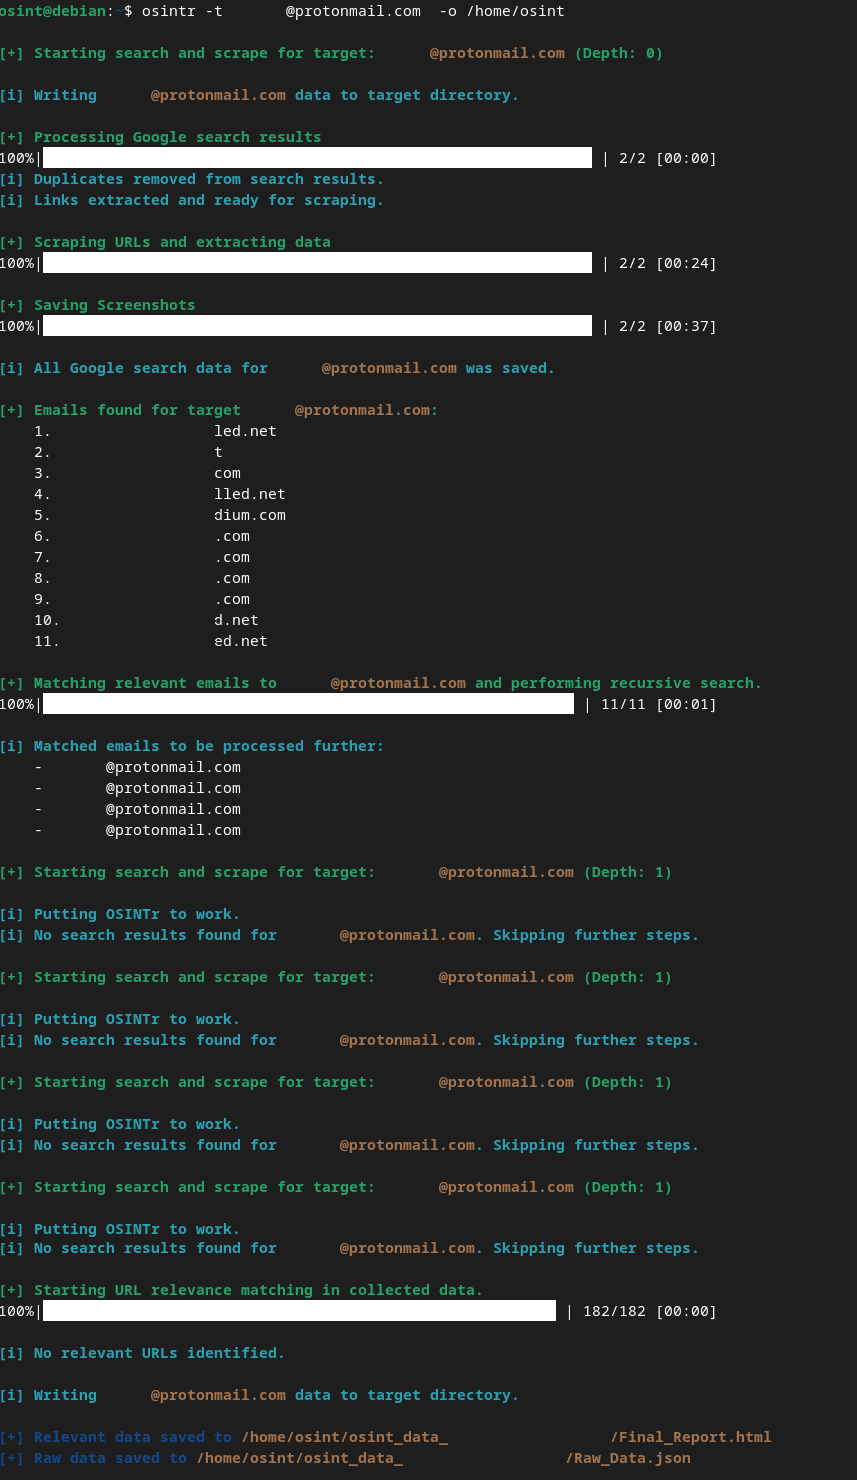 osint@debian:~$ osintr -t @protonmail.com -o /home/osint
[+] Starting search and scrape for target: @protonmail.com (Depth: 0)
[i] Writing @protonmail.com data to target directory.
[+] Processing Google search results
100%| | 2/2 [00:00]
[i] Duplicates removed from search results.
[i] Links extracted and ready for scraping.
[+] Scraping URLs and extracting data
100%| | 2/2 [00:24]
[+] Saving Screenshots
100%| | 2/2 [00:37]
[i] All Google search data for @protonmail.com was saved.
[+] Emails found for target @protonmail.com:
1. led.net
2. t
3. com
4. lled.net
5. dium.com
6. .com
7. .com
8. .com
9. .com
10. d.net
11. ed.net
[+] Matching relevant emails to @protonmail.com and performing recursive search.
100%| | 11/11 [00:01]
[i] Matched emails to be processed further:
- @protonmail.com
- @protonmail.com
- @protonmail.com
- @protonmail.com
[+] Starting search and scrape for target: @protonmail.com (Depth: 1)
[i] Putting OSINTr to work.
[i] No search results found for @protonmail.com. Skipping further steps.
[+] Starting search and scrape for target: @protonmail.com (Depth: 1)
[i] Putting OSINTr to work.
[i] No search results found for @protonmail.com. Skipping further steps.
[+] Starting search and scrape for target: @protonmail.com (Depth: 1)
[i] Putting OSINTr to work.
[i] No search results found for @protonmail.com. Skipping further steps.
[+] Starting search and scrape for target: @protonmail.com (Depth: 1)
[i] Putting OSINTr to work.
[i] No search results found for @protonmail.com. Skipping further steps.
[+] Starting URL relevance matching in collected data.
100%| | 182/182 [00:00]
[i] No relevant URLs identified.
[i] Writing @protonmail.com data to target directory.
[+] Relevant data saved to /home/osint/osint_data_ /Final_Report.html
[+] Raw data saved to /home/osint/osint_data_ /Raw_Data.json